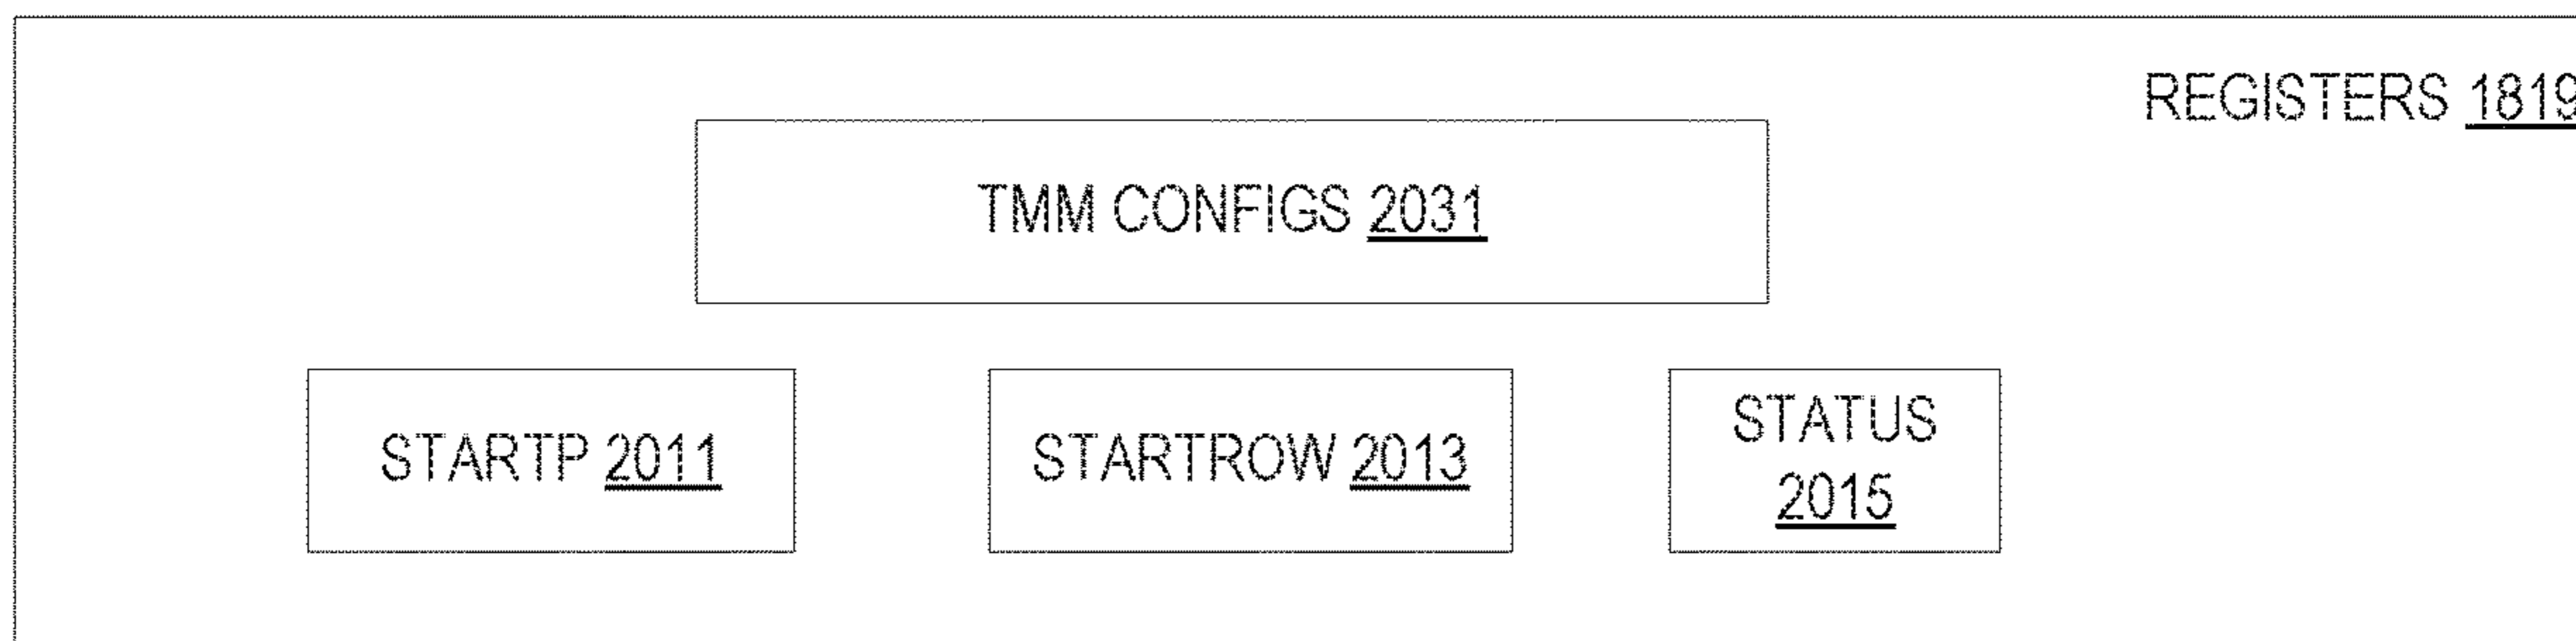 REGISTERS 1819
TMM CONFIGS 2031
STARTP 2011
STARTROW 2013
STATUS
2015